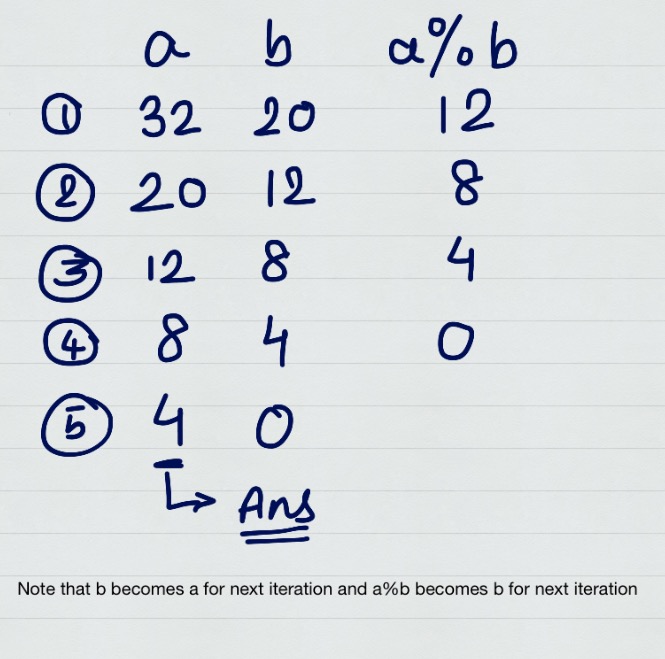 a b a%b
① 32 20 12
② 20 12 8
③ 12 8 4
④ 8 4 0
⑤ 4 0
Ans
Note that b becomes a for next iteration and a%b becomes b for next iteration